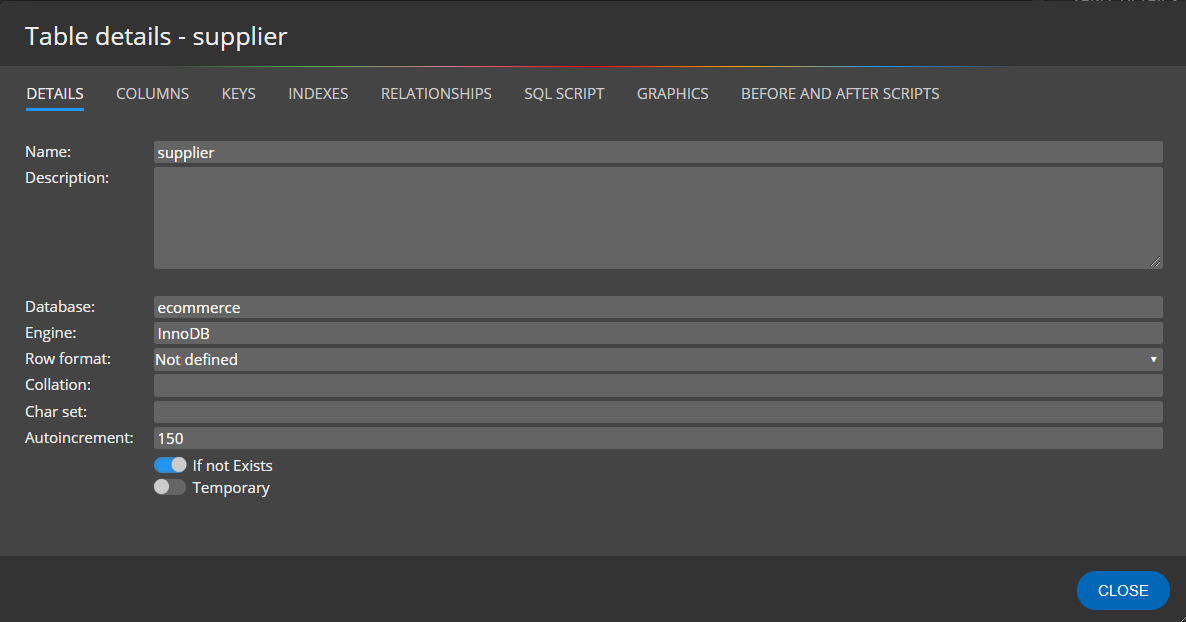 Table details - supplier
DETAILS COLUMNS KEYS INDEXES RELATIONSHIPS SQL SCRIPT GRAPHICS BEFORE AND AFTER SCRIPTS
Name: supplier
Description:
Database: ecommerce
Engine: InnoDB
Row format: Not defined
Collation:
Char set:
Autoincrement: 150
If not Exists
Temporary
CLOSE